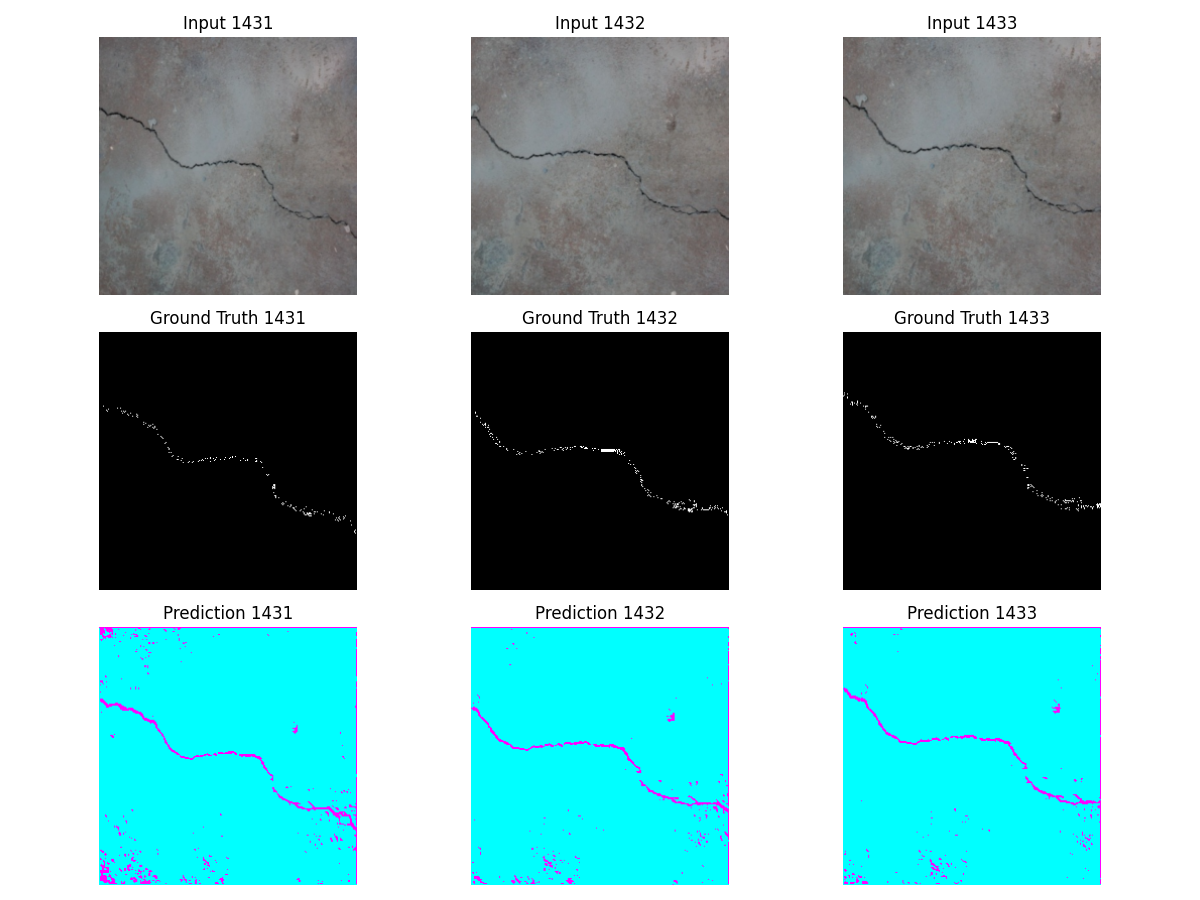 Input 1431
Input 1432
Input 1433
Ground Truth 1431
Ground Truth 1432
Ground Truth 1433
Prediction 1431
Prediction 1432
Prediction 1433